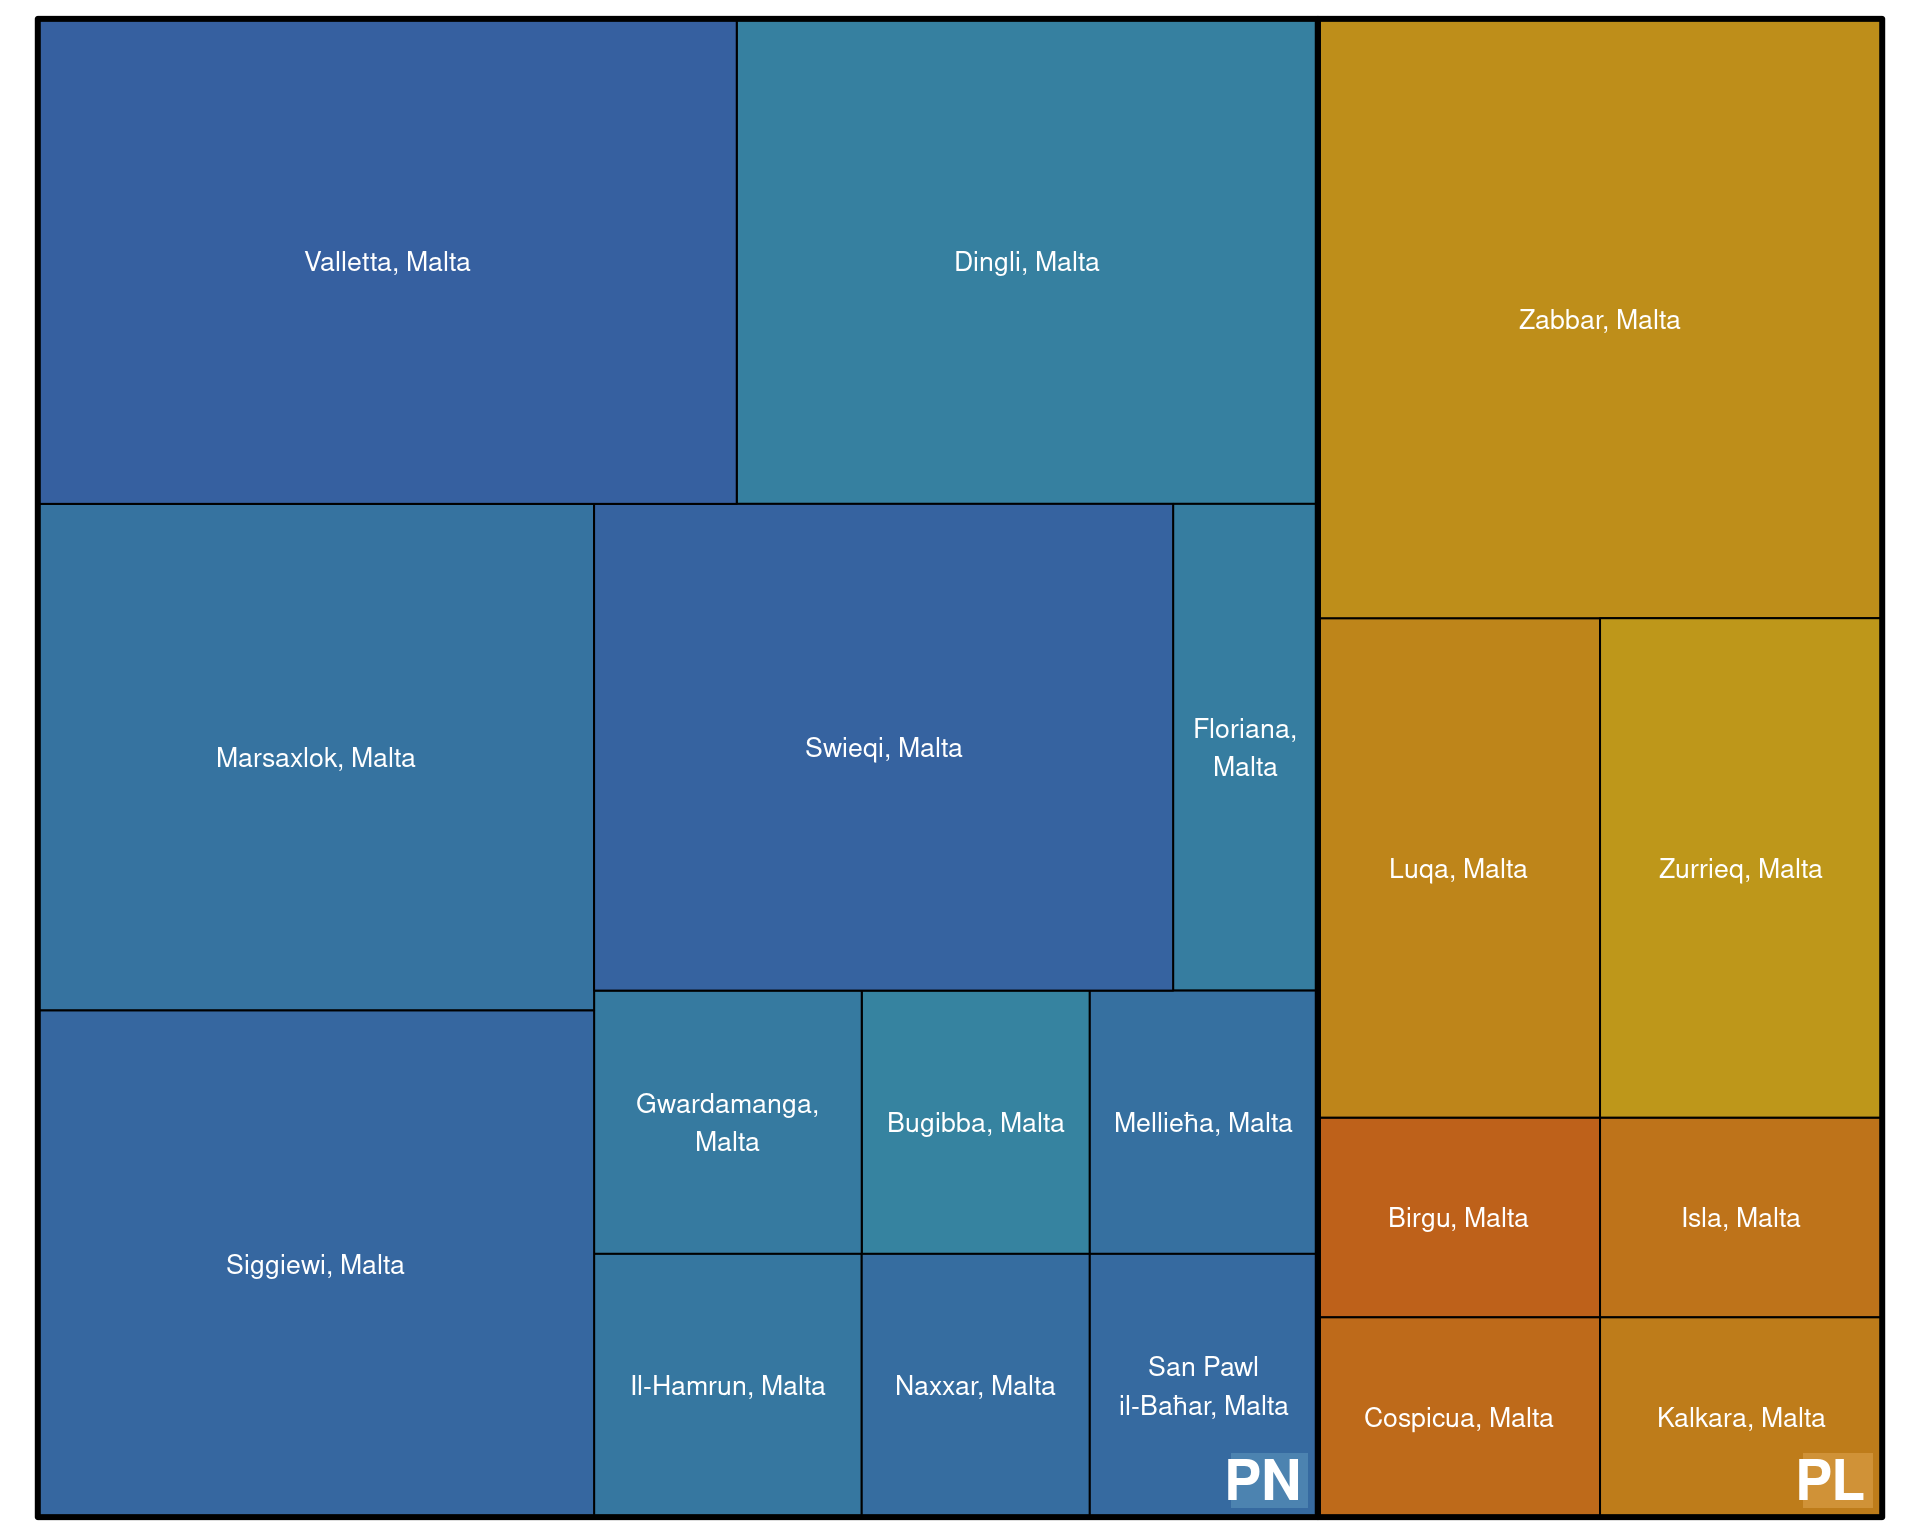 Valletta, Malta
Dingli, Malta
Zabbar, Malta
Marsaxlok, Malta
Swieqi, Malta
Floriana,
Malta
Luqa, Malta
Zurrieq, Malta
Siggiewi, Malta
Gwardamanga,
Malta
Bugibba, Malta
Mellieħa, Malta
Birgu, Malta
Isla, Malta
Il-Hamrun, Malta
Naxxar, Malta
San Pawl
il-Baħar, Malta
Cospicua, Malta
Kalkara, Malta
PN
PL